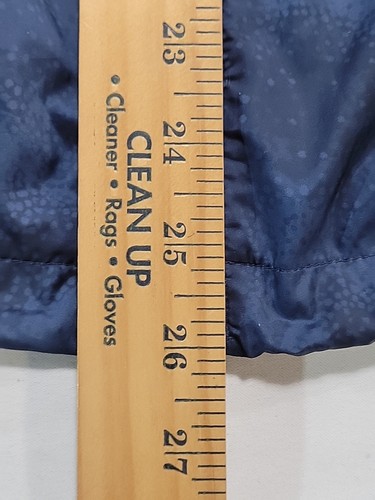 23
24
25
26
27
CLEAN UP
• Cleaner • Rags • Gloves